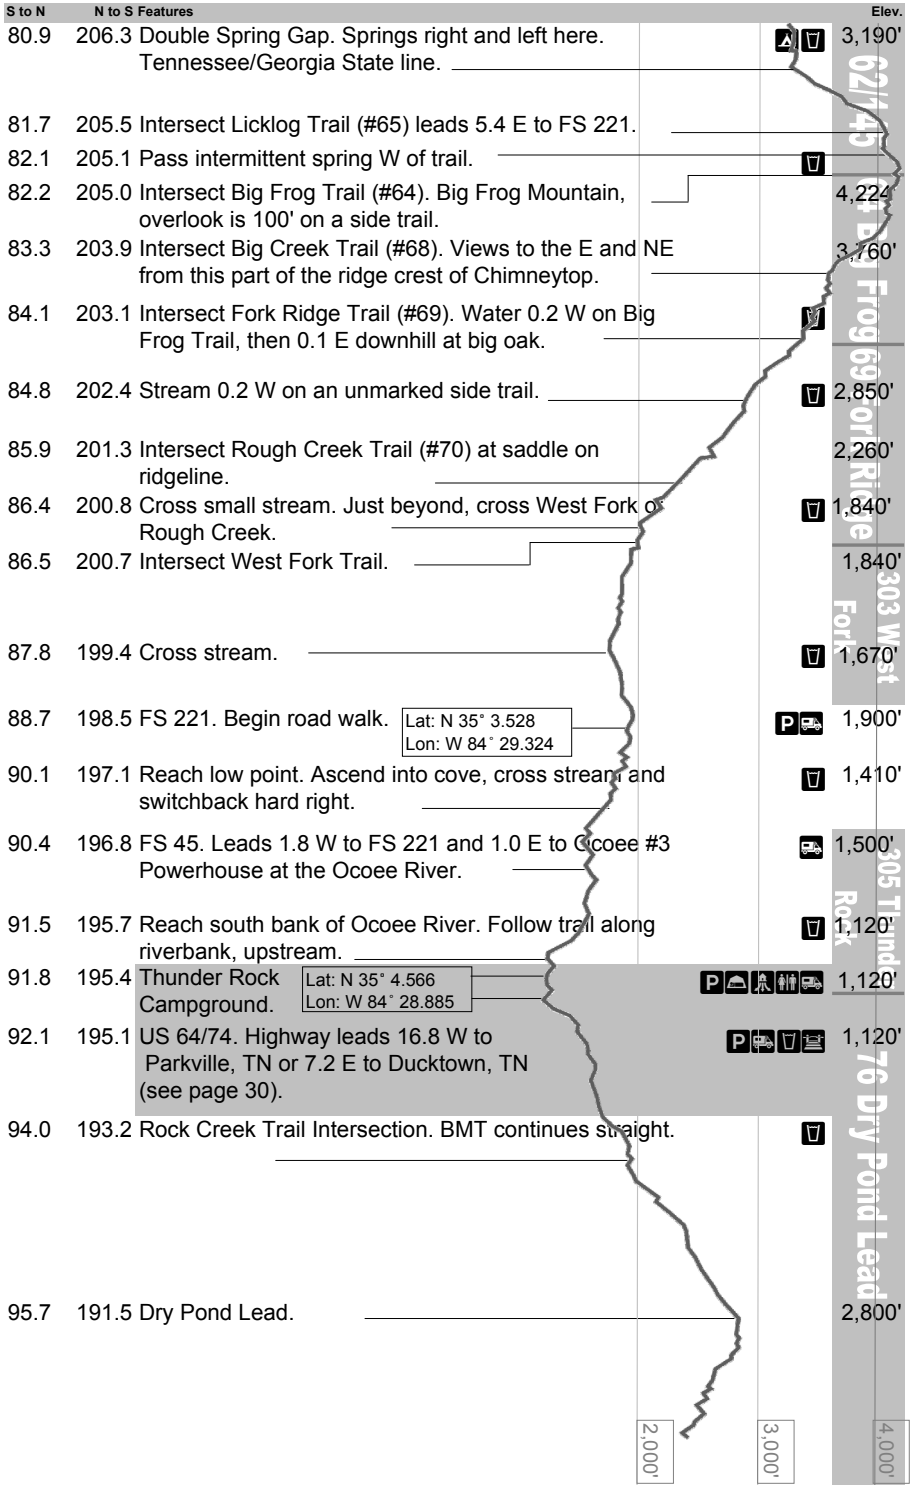 S to N N to S Features Elev.
80.9 206.3 Double Spring Gap. Springs right and left here. 3,190'
Tennessee/Georgia State line.
62/145
81.7 205.5 Intersect Licklog Trail (#65) leads 5.4 E to FS 221.
82.1 205.1 Pass intermittent spring W of trail.
82.2 205.0 Intersect Big Frog Trail (#64). Big Frog Mountain, 4,224'
overlook is 100' on a side trail.
64 Big Frog
83.3 203.9 Intersect Big Creek Trail (#68). Views to the E and NE 3,760'
from this part of the ridge crest of Chimneytop.
84.1 203.1 Intersect Fork Ridge Trail (#69). Water 0.2 W on Big
Frog Trail, then 0.1 E downhill at big oak.
69 Fork Ridge
84.8 202.4 Stream 0.2 W on an unmarked side trail. 2,850'
85.9 201.3 Intersect Rough Creek Trail (#70) at saddle on 2,260'
ridgeline.
86.4 200.8 Cross small stream. Just beyond, cross West Fork of 1,840'
Rough Creek.
86.5 200.7 Intersect West Fork Trail. 1,840'
303 West
Fork
87.8 199.4 Cross stream. 1,670'
88.7 198.5 FS 221. Begin road walk. 1,900'
Lat: N 35° 3.528
Lon: W 84° 29.324
90.1 197.1 Reach low point. Ascend into cove, cross stream and 1,410'
switchback hard right.
90.4 196.8 FS 45. Leads 1.8 W to FS 221 and 1.0 E to Ocoee #3 1,500'
Powerhouse at the Ocoee River.
305 Thunder
Rock
91.5 195.7 Reach south bank of Ocoee River. Follow trail along 1,120'
riverbank, upstream.
91.8 195.4 Thunder Rock P 1,120'
Campground.
Lat: N 35° 4.566
Lon: W 84° 28.885
92.1 195.1 US 64/74. Highway leads 16.8 W to P 1,120'
Parkville, TN or 7.2 E to Ducktown, TN
(see page 30).
76 Dry Pond Lead
94.0 193.2 Rock Creek Trail Intersection. BMT continues straight.
95.7 191.5 Dry Pond Lead. 2,800'
2,000' 3,000' 4,000'